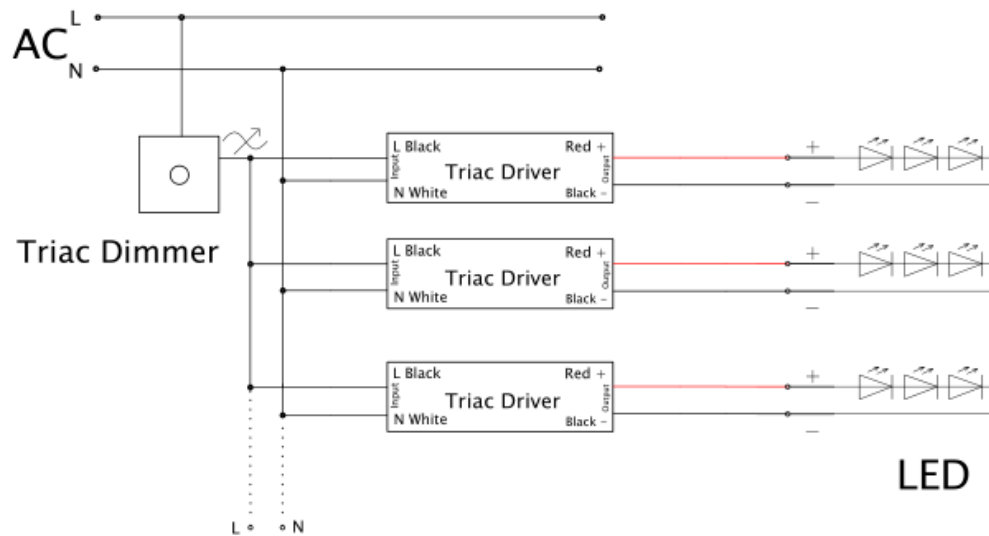 L
AC
N
L Black
Red +
Input
Triac Driver
Output
N White
Black -
Triac Dimmer
L Black
Red +
Input
Triac Driver
Output
N White
Black -
L Black
Red +
Input
Triac Driver
Output
N White
Black -
+
−
+
−
+
−
LED
L
N